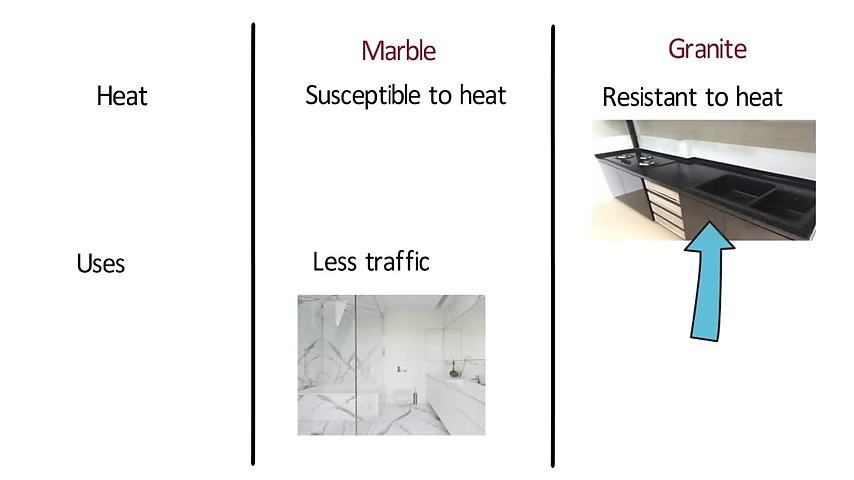 Marble
Granite
Heat
Susceptible to heat
Resistant to heat
Uses
Less traffic